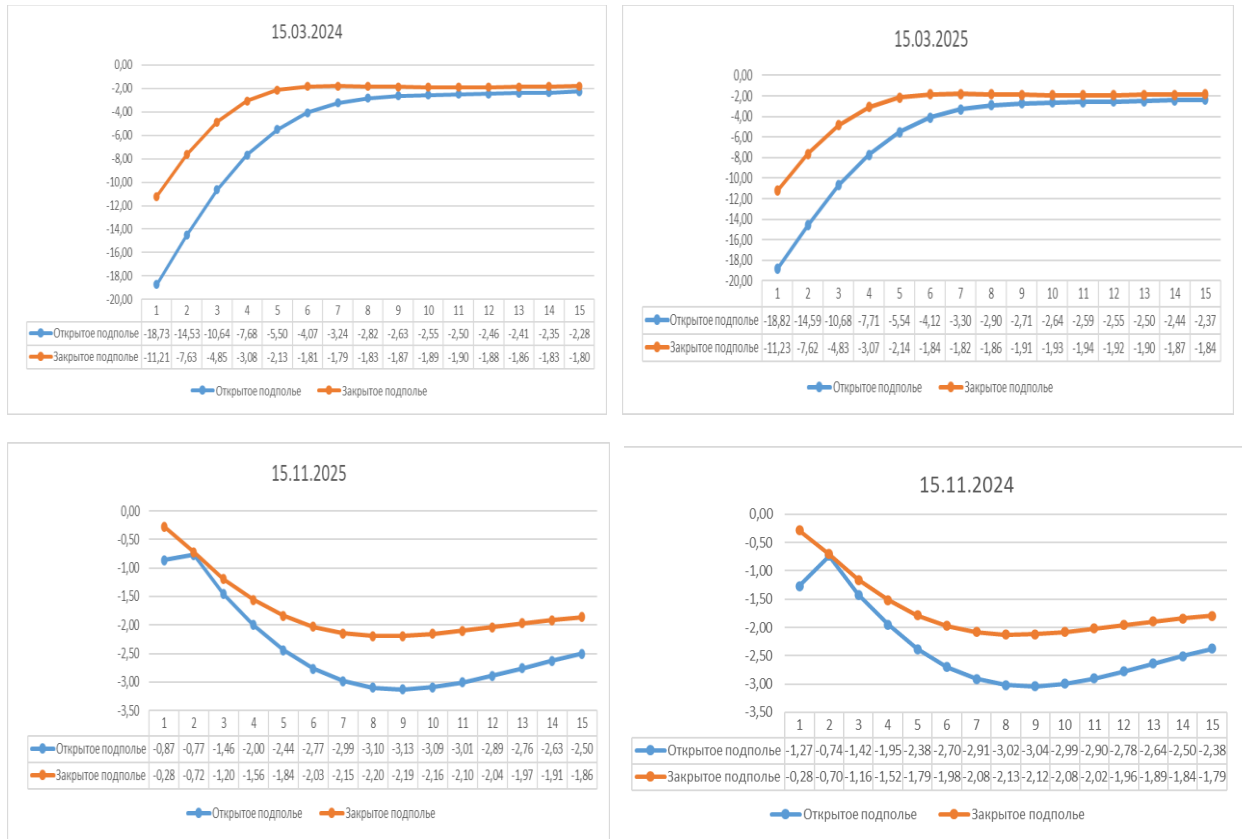 15.03.2024
0,00
-2,00
-4,00
-6,00
-8,00
-10,00
-12,00
-14,00
-16,00
-18,00
-20,00
1 2 3 4 5 6 7 8 9 10 11 12 13 14 15
Открытое подполье -18,73 -14,53 -10,64 -7,68 -5,50 -4,07 -3,24 -2,82 -2,63 -2,55 -2,50 -2,46 -2,41 -2,35 -2,28
Закрытое подполье -11,21 -7,63 -4,85 -3,08 -2,13 -1,81 -1,79 -1,83 -1,87 -1,89 -1,90 -1,88 -1,86 -1,83 -1,80
Открытое подполье Закрытое подполье
15.03.2025
0,00
-2,00
-4,00
-6,00
-8,00
-10,00
-12,00
-14,00
-16,00
-18,00
-20,00
1 2 3 4 5 6 7 8 9 10 11 12 13 14 15
Открытое подполье -18,82 -14,59 -10,68 -7,71 -5,54 -4,12 -3,30 -2,90 -2,71 -2,64 -2,59 -2,55 -2,50 -2,44 -2,37
Закрытое подполье -11,23 -7,62 -4,83 -3,07 -2,14 -1,84 -1,82 -1,86 -1,91 -1,93 -1,94 -1,92 -1,90 -1,87 -1,84
Открытое подполье Закрытое подполье
15.11.2025
0,00
-0,50
-1,00
-1,50
-2,00
-2,50
-3,00
-3,50
1 2 3 4 5 6 7 8 9 10 11 12 13 14 15
Открытое подполье -0,87 -0,77 -1,46 -2,00 -2,44 -2,77 -2,99 -3,10 -3,13 -3,09 -3,01 -2,89 -2,76 -2,63 -2,50
Закрытое подполье -0,28 -0,72 -1,20 -1,56 -1,84 -2,03 -2,15 -2,20 -2,19 -2,16 -2,10 -2,04 -1,97 -1,91 -1,86
Открытое подполье Закрытое подполье
15.11.2024
0,00
-0,50
-1,00
-1,50
-2,00
-2,50
-3,00
-3,50
1 2 3 4 5 6 7 8 9 10 11 12 13 14 15
Открытое подполье -1,27 -0,74 -1,42 -1,95 -2,38 -2,70 -2,91 -3,02 -3,04 -2,99 -2,90 -2,78 -2,64 -2,50 -2,38
Закрытое подполье -0,28 -0,70 -1,16 -1,52 -1,79 -1,98 -2,08 -2,13 -2,12 -2,08 -2,02 -1,96 -1,89 -1,84 -1,79
Открытое подполье Закрытое подполье